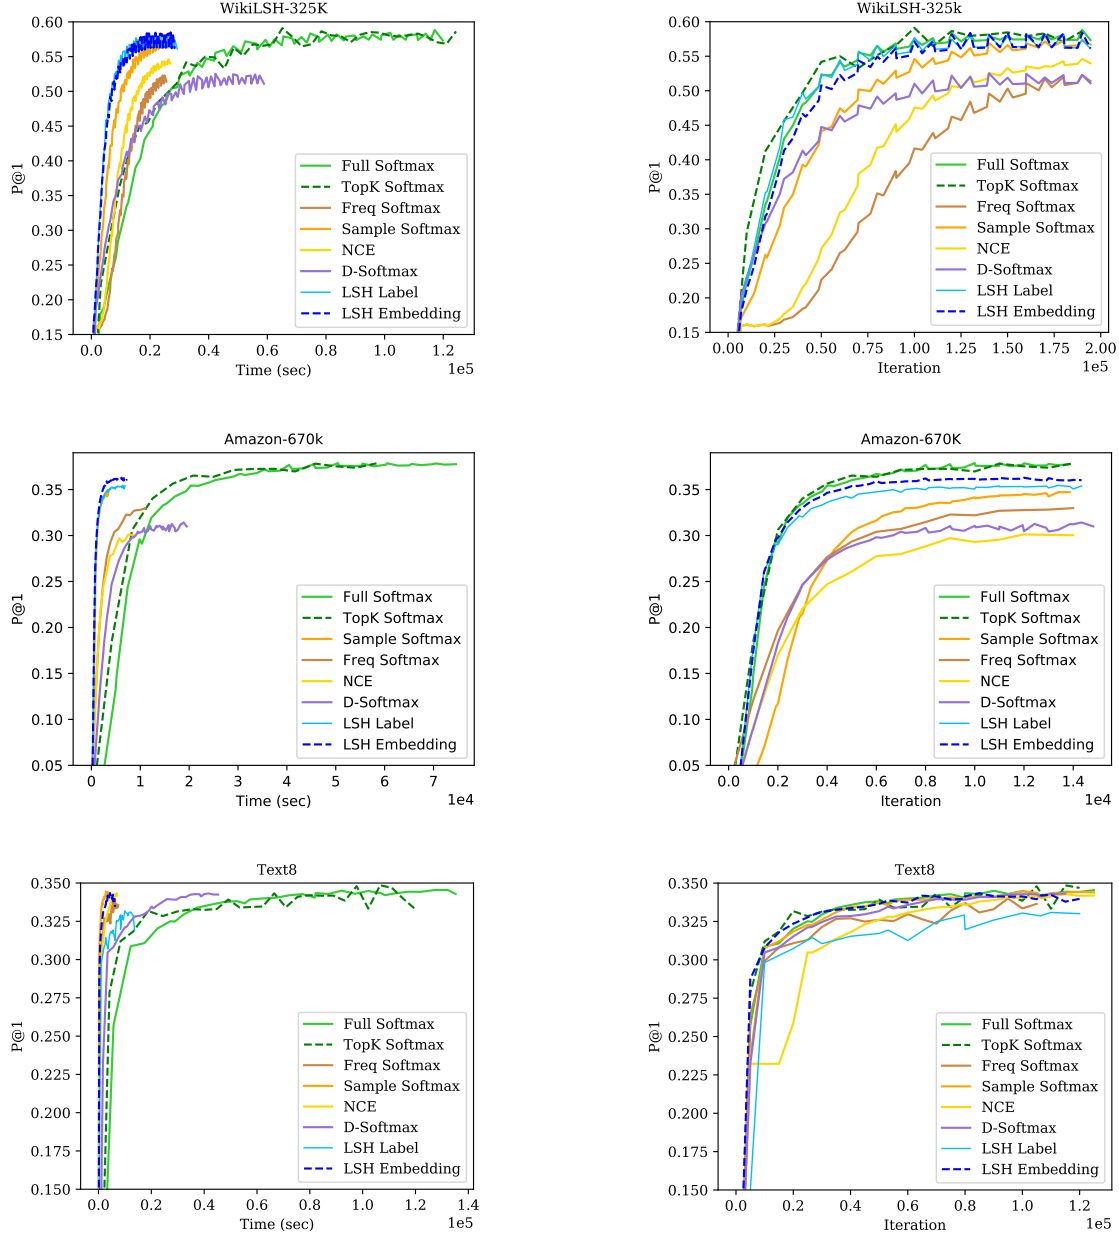 WikiLSH-325K
P@1
0.60
0.55
0.50
0.45
0.40
0.35
0.30
0.25
0.20
0.15
Full Softmax
TopK Softmax
Freq Softmax
Sample Softmax
NCE
D-Softmax
LSH Label
LSH Embedding
0.0 0.2 0.4 0.6 0.8 1.0 1.2
Time (sec)
1e5
WikiLSH-325k
P@1
0.60
0.55
0.50
0.45
0.40
0.35
0.30
0.25
0.20
0.15
Full Softmax
TopK Softmax
Freq Softmax
Sample Softmax
NCE
D-Softmax
LSH Label
LSH Embedding
0.00 0.25 0.50 0.75 1.00 1.25 1.50 1.75 2.00
Iteration
1e5
Amazon-670k
P@1
0.35
0.30
0.25
0.20
0.15
0.10
0.05
Full Softmax
TopK Softmax
Sample Softmax
Freq Softmax
NCE
D-Softmax
LSH Label
LSH Embedding
0 1 2 3 4 5 6 7
Time (sec)
1e4
Amazon-670K
P@1
0.35
0.30
0.25
0.20
0.15
0.10
0.05
Full Softmax
TopK Softmax
Sample Softmax
Freq Softmax
NCE
D-Softmax
LSH Label
LSH Embedding
0.0 0.2 0.4 0.6 0.8 1.0 1.2 1.4
Iteration
1e4
Text8
P@1
0.350
0.325
0.300
0.275
0.250
0.225
0.200
0.175
0.150
Full Softmax
TopK Softmax
Freq Softmax
Sample Softmax
NCE
D-Softmax
LSH Label
LSH Embedding
0.0 0.2 0.4 0.6 0.8 1.0 1.2 1.4
Time (sec)
1e5
Text8
P@1
0.350
0.325
0.300
0.275
0.250
0.225
0.200
0.175
0.150
Full Softmax
TopK Softmax
Freq Softmax
Sample Softmax
NCE
D-Softmax
LSH Label
LSH Embedding
0.0 0.2 0.4 0.6 0.8 1.0 1.2
Iteration
1e5